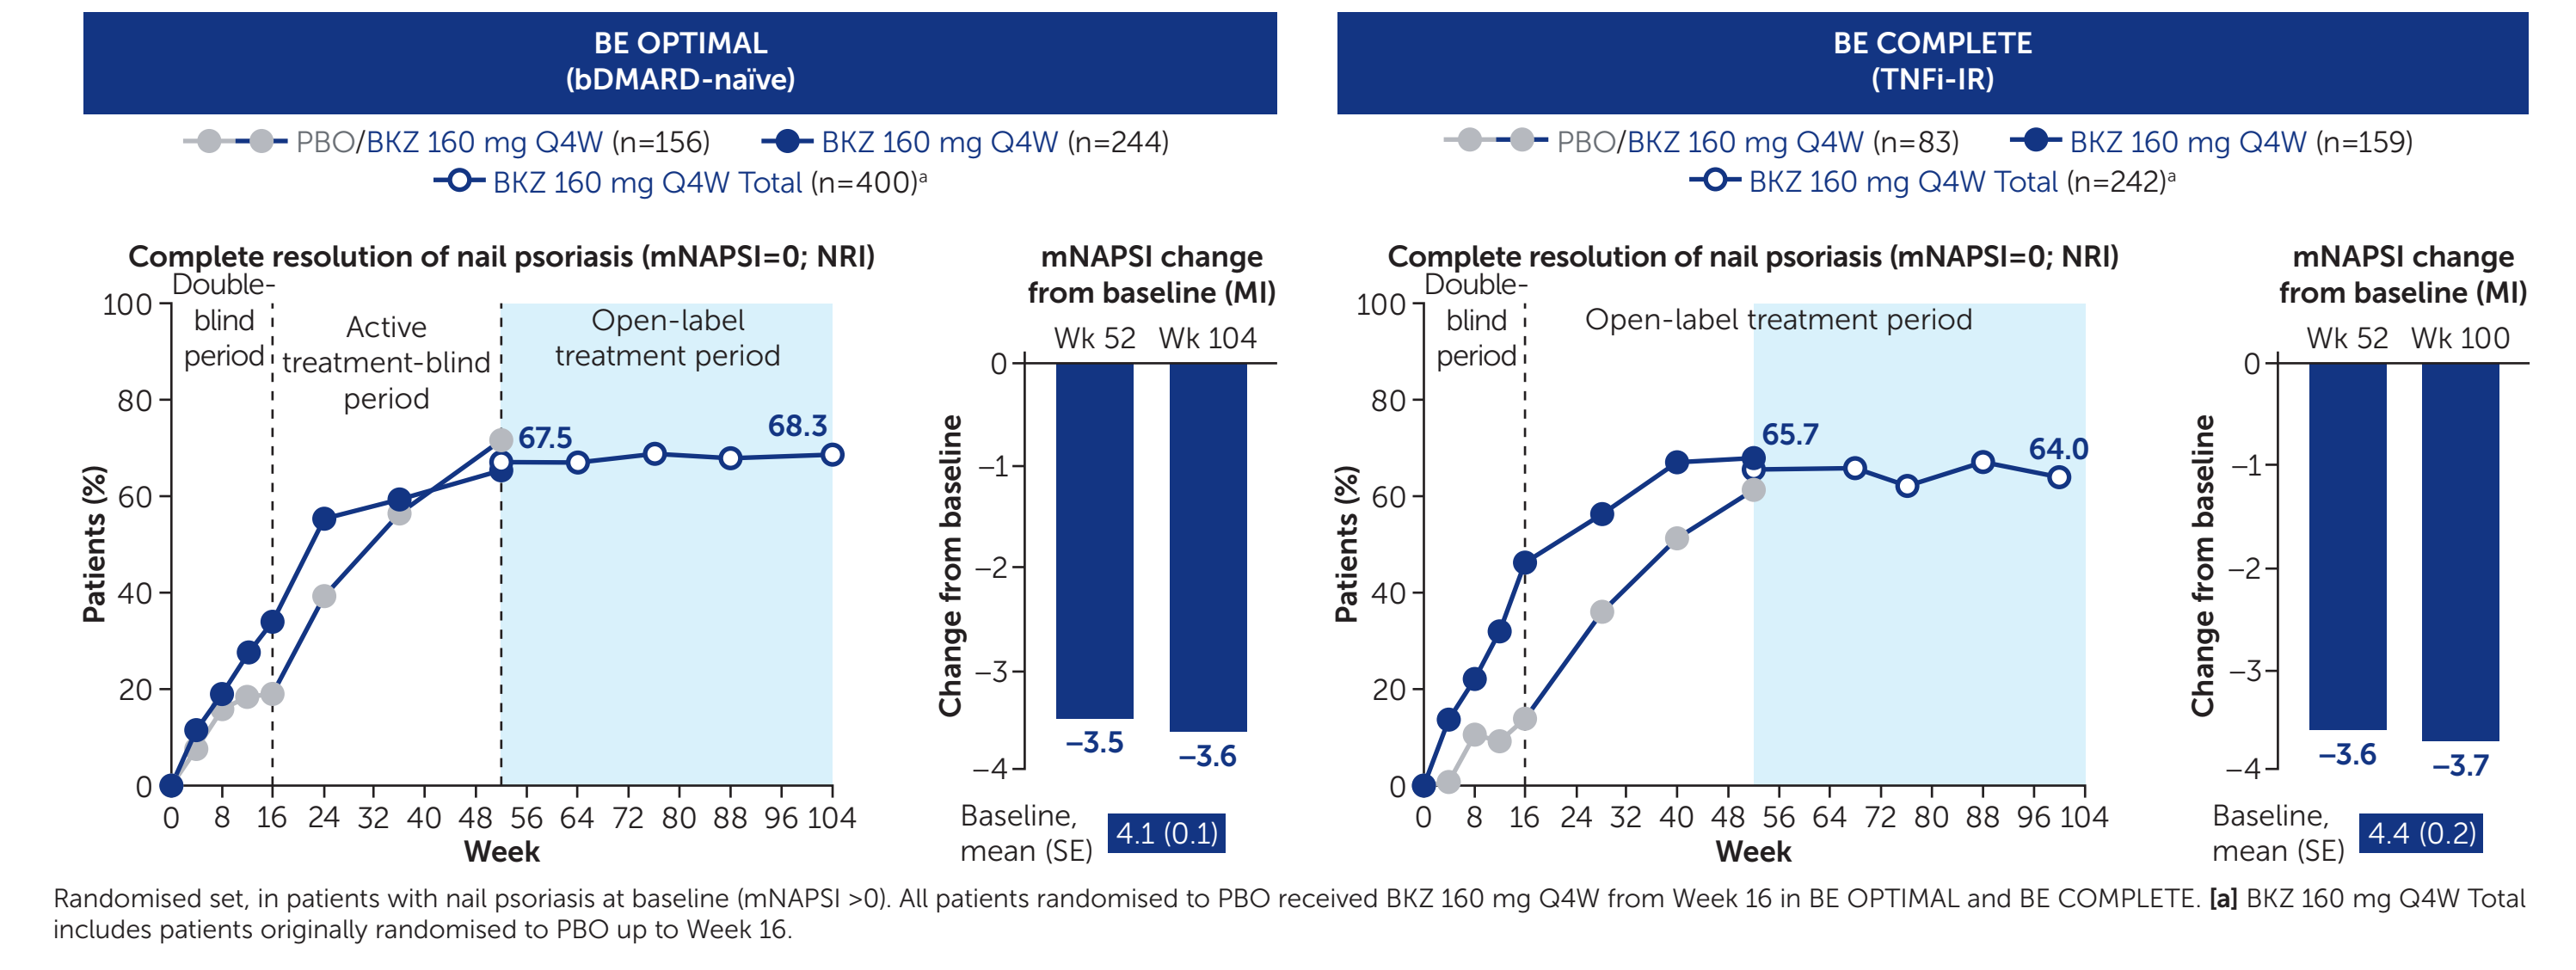 BE OPTIMAL
(bDMARD-naïve)
PBO/BKZ 160 mg Q4W (n=156)
BKZ 160 mg Q4W (n=244)
BKZ 160 mg Q4W Total (n=400)ᵃ
Complete resolution of nail psoriasis (mNAPSI=0; NRI)
Double-
blind
period
Active
treatment-blind
period
Open-label
treatment period
100
80
60
40
20
0
Patients (%)
67.5
68.3
0 8 16 24 32 40 48 56 64 72 80 88 96 104
Week
mNAPSI change
from baseline (MI)
Wk 52 Wk 104
0
–1
–2
–3
–4
Change from baseline
–3.5
–3.6
Baseline,
mean (SE)
4.1 (0.1)
BE COMPLETE
(TNFi-IR)
PBO/BKZ 160 mg Q4W (n=83)
BKZ 160 mg Q4W (n=159)
BKZ 160 mg Q4W Total (n=242)ᵃ
Complete resolution of nail psoriasis (mNAPSI=0; NRI)
Double-
blind
period
Open-label treatment period
100
80
60
40
20
0
Patients (%)
65.7
64.0
0 8 16 24 32 40 48 56 64 72 80 88 96 104
Week
mNAPSI change
from baseline (MI)
Wk 52 Wk 100
0
–1
–2
–3
–4
Change from baseline
–3.6
–3.7
Baseline,
mean (SE)
4.4 (0.2)
Randomised set, in patients with nail psoriasis at baseline (mNAPSI >0). All patients randomised to PBO received BKZ 160 mg Q4W from Week 16 in BE OPTIMAL and BE COMPLETE. [a] BKZ 160 mg Q4W Total
includes patients originally randomised to PBO up to Week 16.